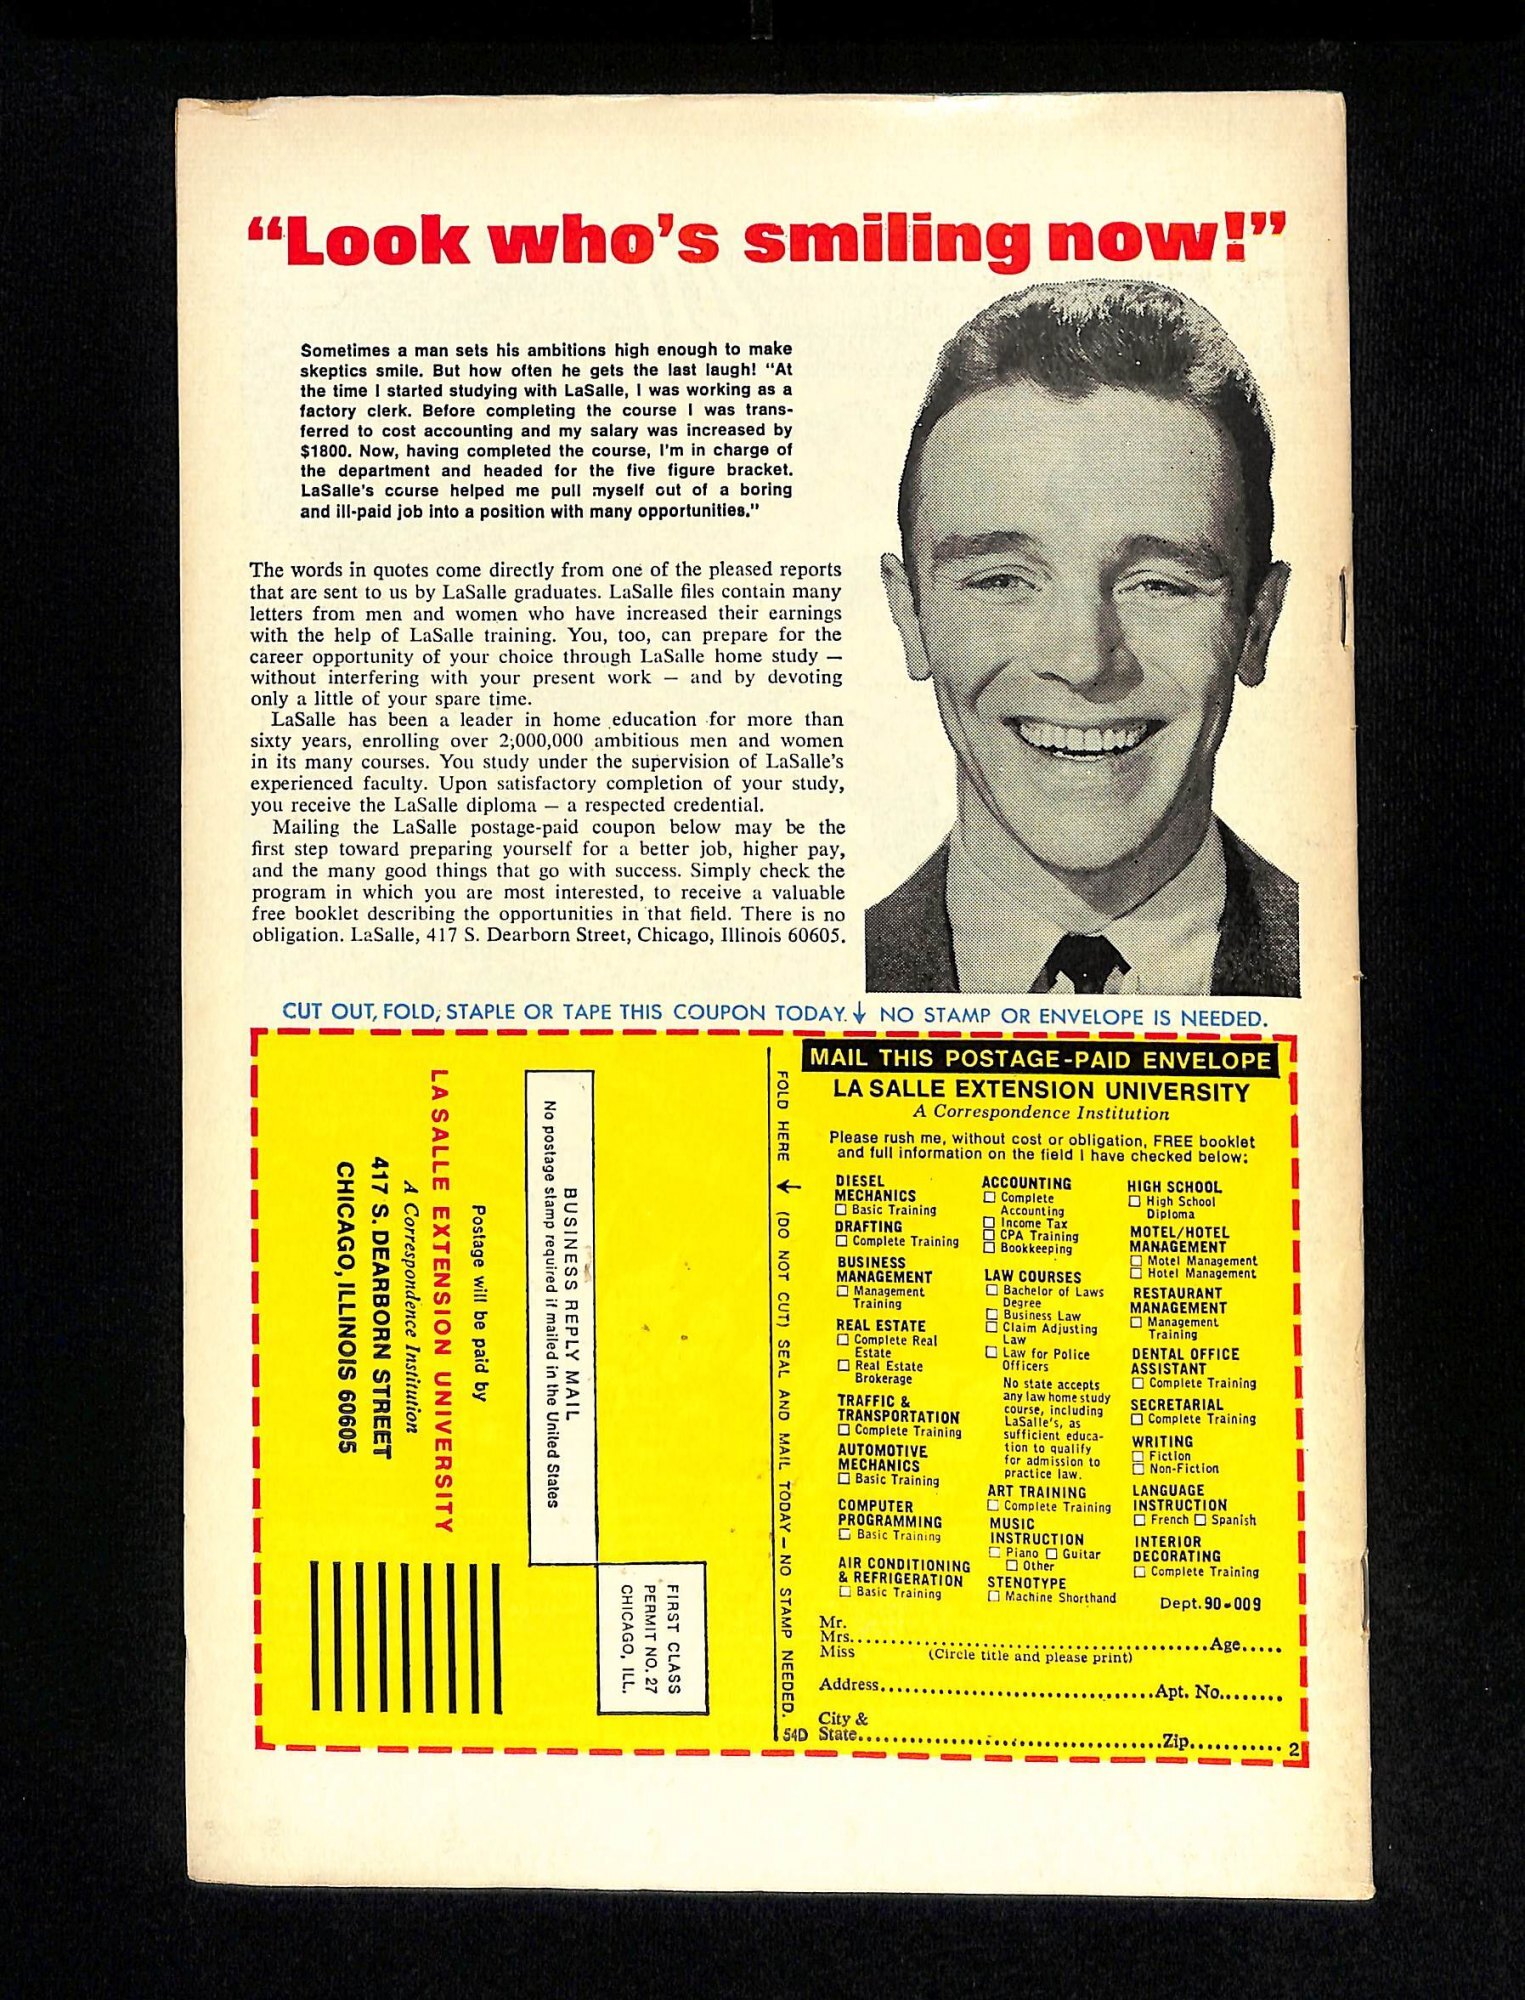 “Look who's smiling now!”
Sometimes a man sets his ambitions high enough to make
skeptics smile. But how often he gets the last laugh! “At
the time I started studying with LaSalle, I was working as a
factory clerk. Before completing the course I was trans-
ferred to cost accounting and my salary was increased by
$1800. Now, having completed the course, I'm in charge of
the department and headed for the five figure bracket.
LaSalle's course helped me pull myself out of a boring
and ill-paid job into a position with many opportunities."
The words in quotes come directly from one of the pleased reports
that are sent to us by LaSalle graduates. LaSalle files contain many
letters from men and women who have increased their earnings
with the help of LaSalle training. You, too, can prepare for the
career opportunity of your choice through LaSalle home study —
without interfering with your present work — and by devoting
only a little of your spare time.
LaSalle has been a leader in home education for more than
sixty years, enrolling over 2,000,000 ambitious men and women
in its many courses. You study under the supervision of LaSalle's
experienced faculty. Upon satisfactory completion of your study,
you receive the LaSalle diploma — a respected credential.
Mailing the LaSalle postage-paid coupon below may be the
first step toward preparing yourself for a better job, higher pay,
and the many good things that go with success. Simply check the
program in which you are most interested, to receive a valuable
free booklet describing the opportunities in that field. There is no
obligation. LaSalle, 417 S. Dearborn Street, Chicago, Illinois 60605.
CUT OUT, FOLD, STAPLE OR TAPE THIS COUPON TODAY. ↓ NO STAMP OR ENVELOPE IS NEEDED.
FIRST CLASS
PERMIT NO. 27
CHICAGO, ILL.
BUSINESS REPLY MAIL
No postage stamp required if mailed in the United States
Postage will be paid by
LA SALLE EXTENSION UNIVERSITY
A Correspondence Institution
417 S. DEARBORN STREET
CHICAGO, ILLINOIS 60605
FOLD HERE ↓ (DO NOT CUT) SEAL AND MAIL TODAY — NO STAMP NEEDED.
54D
MAIL THIS POSTAGE-PAID ENVELOPE
LA SALLE EXTENSION UNIVERSITY
A Correspondence Institution
Please rush me, without cost or obligation, FREE booklet
and full information on the field I have checked below:
DIESEL
MECHANICS
☐ Basic Training
DRAFTING
☐ Complete Training
BUSINESS
MANAGEMENT
☐ Management
Training
REAL ESTATE
☐ Complete Real
Estate
☐ Real Estate
Brokerage
TRAFFIC &
TRANSPORTATION
☐ Complete Training
AUTOMOTIVE
MECHANICS
☐ Basic Training
COMPUTER
PROGRAMMING
☐ Basic Training
AIR CONDITIONING
& REFRIGERATION
☐ Basic Training
ACCOUNTING
☐ Complete
Accounting
☐ Income Tax
☐ CPA Training
☐ Bookkeeping
LAW COURSES
☐ Bachelor of Laws
Degree
☐ Business Law
☐ Claim Adjusting
Law
☐ Law for Police
Officers
No state accepts
any law home study
course, including
LaSalle's, as
sufficient educa-
tion to qualify
for admission to
practice law.
ART TRAINING
☐ Complete Training
MUSIC
INSTRUCTION
☐ Piano ☐ Guitar
☐ Other
STENOTYPE
☐ Machine Shorthand
HIGH SCHOOL
☐ High School
Diploma
MOTEL/HOTEL
MANAGEMENT
☐ Motel Management
☐ Hotel Management
RESTAURANT
MANAGEMENT
☐ Management
Training
DENTAL OFFICE
ASSISTANT
☐ Complete Training
SECRETARIAL
☐ Complete Training
WRITING
☐ Fiction
☐ Non-Fiction
LANGUAGE
INSTRUCTION
☐ French ☐ Spanish
INTERIOR
DECORATING
☐ Complete Training
Dept. 90-009
Mr.
Mrs. Age
Miss (Circle title and please print)
Address Apt. No.
City &
State Zip 2